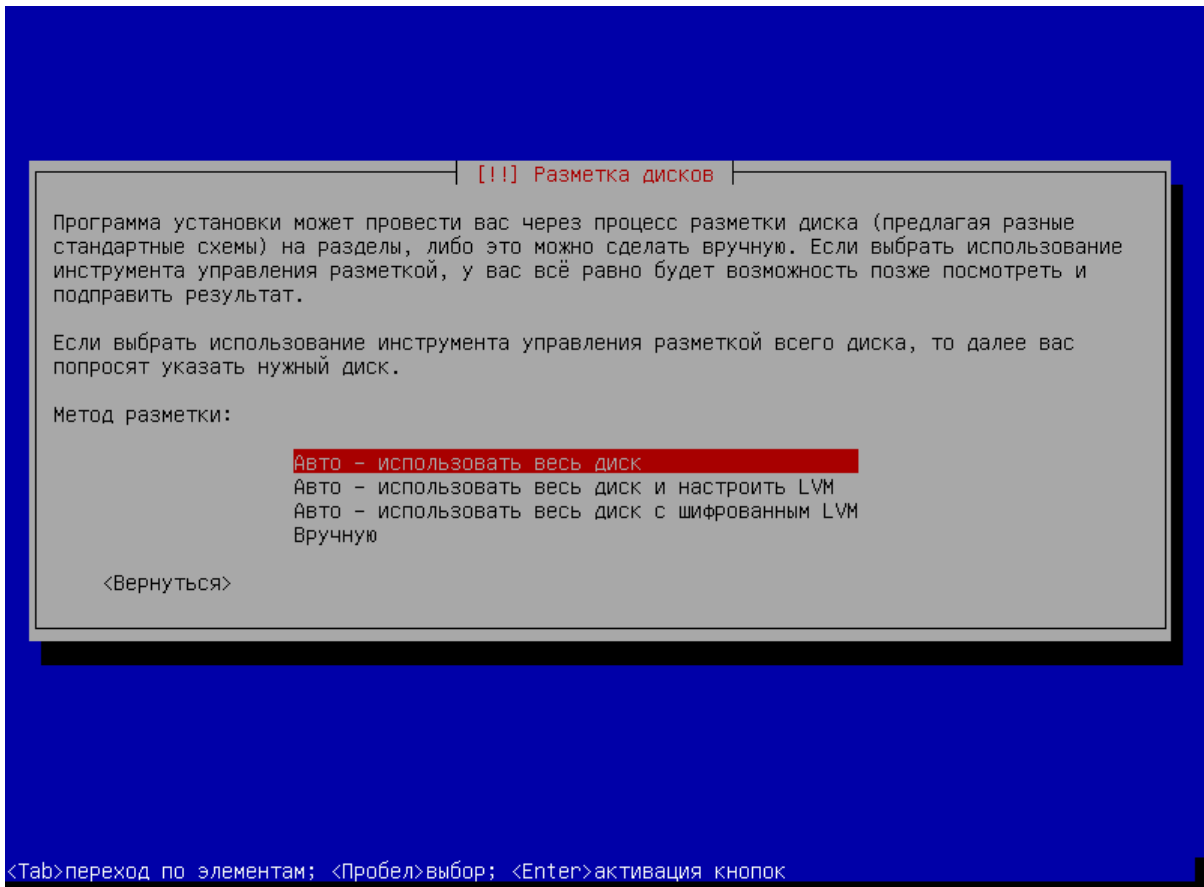 [!!] Разметка дисков
Программа установки может провести вас через процесс разметки диска (предлагая разные
стандартные схемы) на разделы, либо это можно сделать вручную. Если выбрать использование
инструмента управления разметкой, у вас всё равно будет возможность позже посмотреть и
подправить результат.
Если выбрать использование инструмента управления разметкой всего диска, то далее вас
попросят указать нужный диск.
Метод разметки:
Авто - использовать весь диск
Авто - использовать весь диск и настроить LVM
Авто - использовать весь диск с шифрованным LVM
Вручную
<Вернуться>
<Tab>переход по элементам; <Пробел>выбор; <Enter>активация кнопок